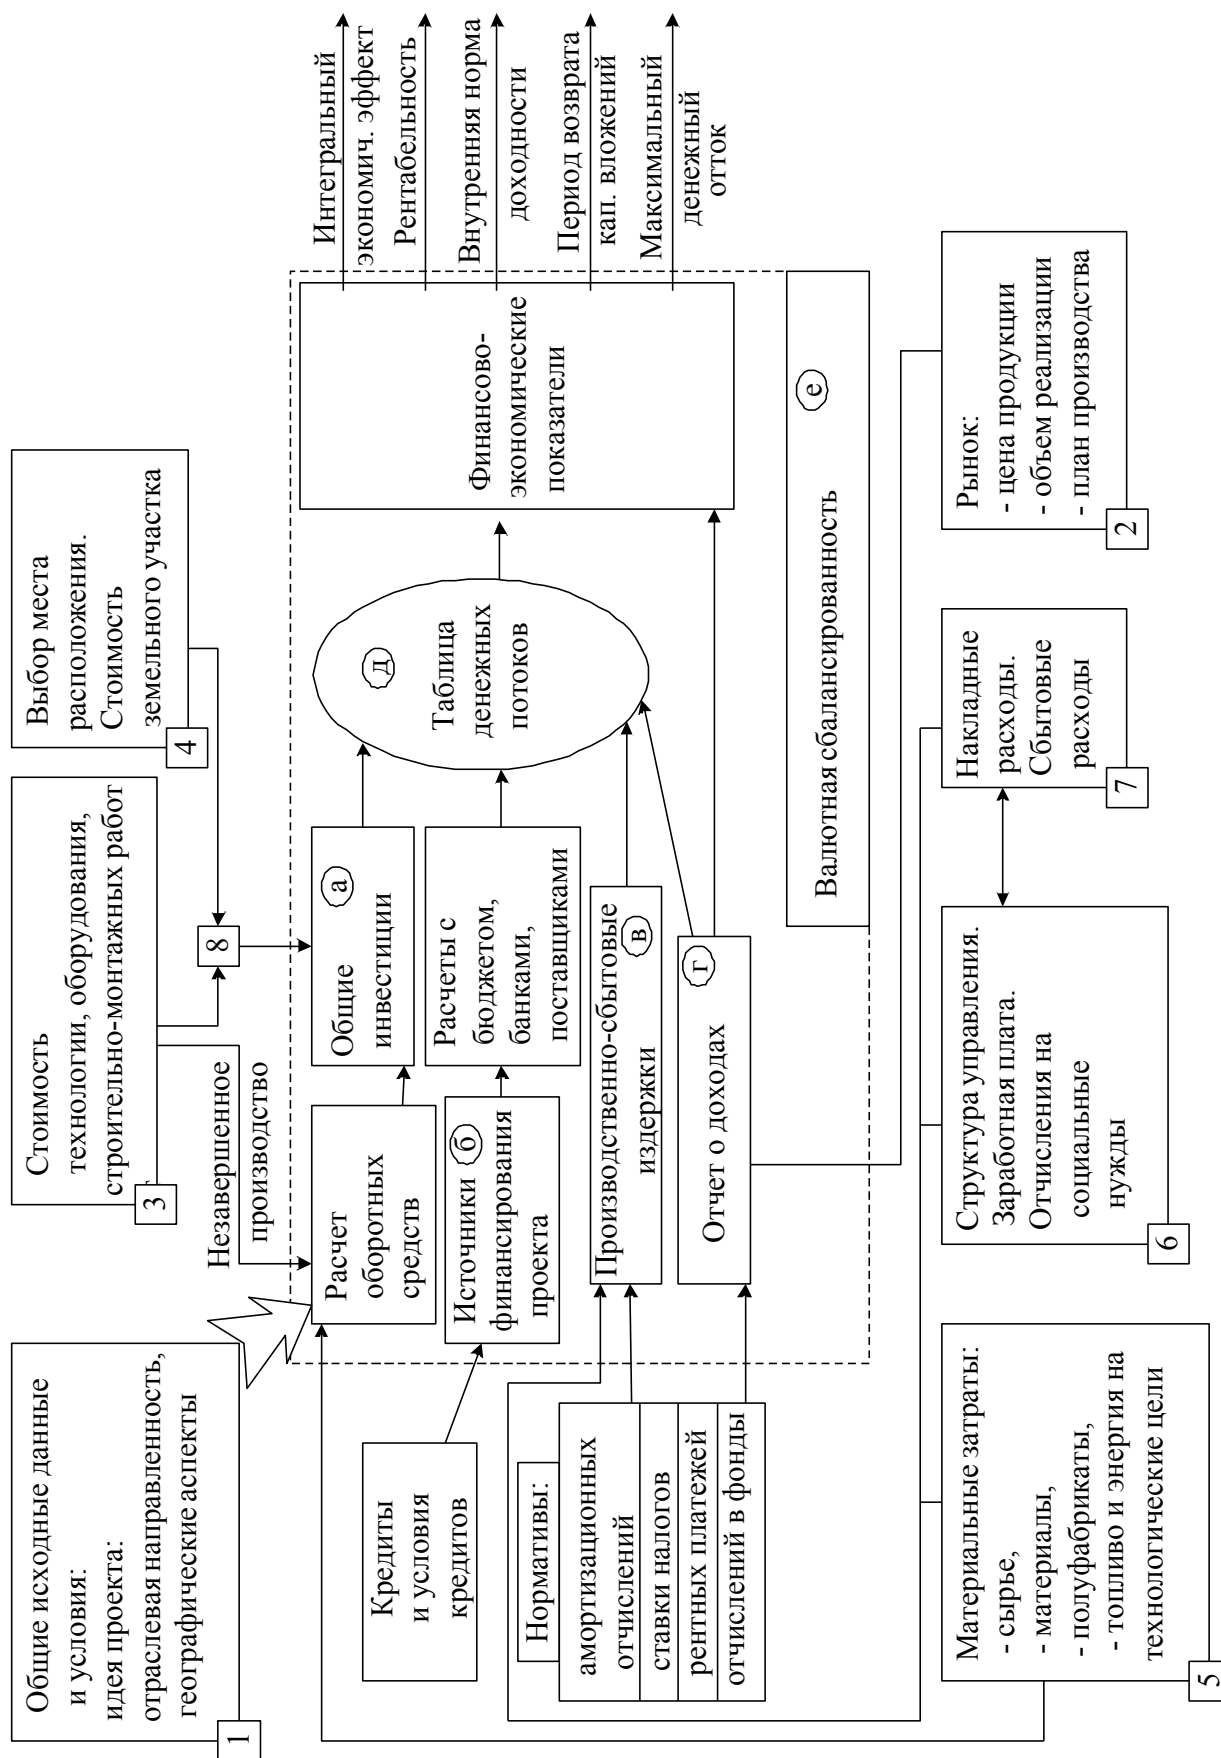 Общие исходные данные
и условия:
идея проекта:
отраслевая направленность,
географические аспекты
1
Стоимость
технологии, оборудования,
строительно-монтажных работ
3
Выбор места
расположения.
Стоимость
земельного участка
4
Незавершенное
производство
8
Расчет
оборотных
средств
Общие
инвестиции
а
Источники
финансирования
проекта
б
Расчеты с
бюджетом,
банками,
поставщиками
Производственно-сбытовые
издержки
в
Отчет о доходах
г
Таблица
денежных
потоков
д
Финансово-
экономические
показатели
Валютная сбалансированность
е
Интегральный
экономич. эффект
Рентабельность
Внутренняя норма
доходности
Период возврата
кап. вложений
Максимальный
денежный
отток
Кредиты
и условия
кредитов
Нормативы:
амортизационных
отчислений
ставки налогов
рентных платежей
отчислений в фонды
Материальные затраты:
- сырье,
- материалы,
- полуфабрикаты,
- топливо и энергия на
технологические цели
5
Структура управления.
Заработная плата.
Отчисления на
социальные
нужды
6
Накладные
расходы.
Сбытовые
расходы
7
Рынок:
- цена продукции
- объем реализации
- план производства
2